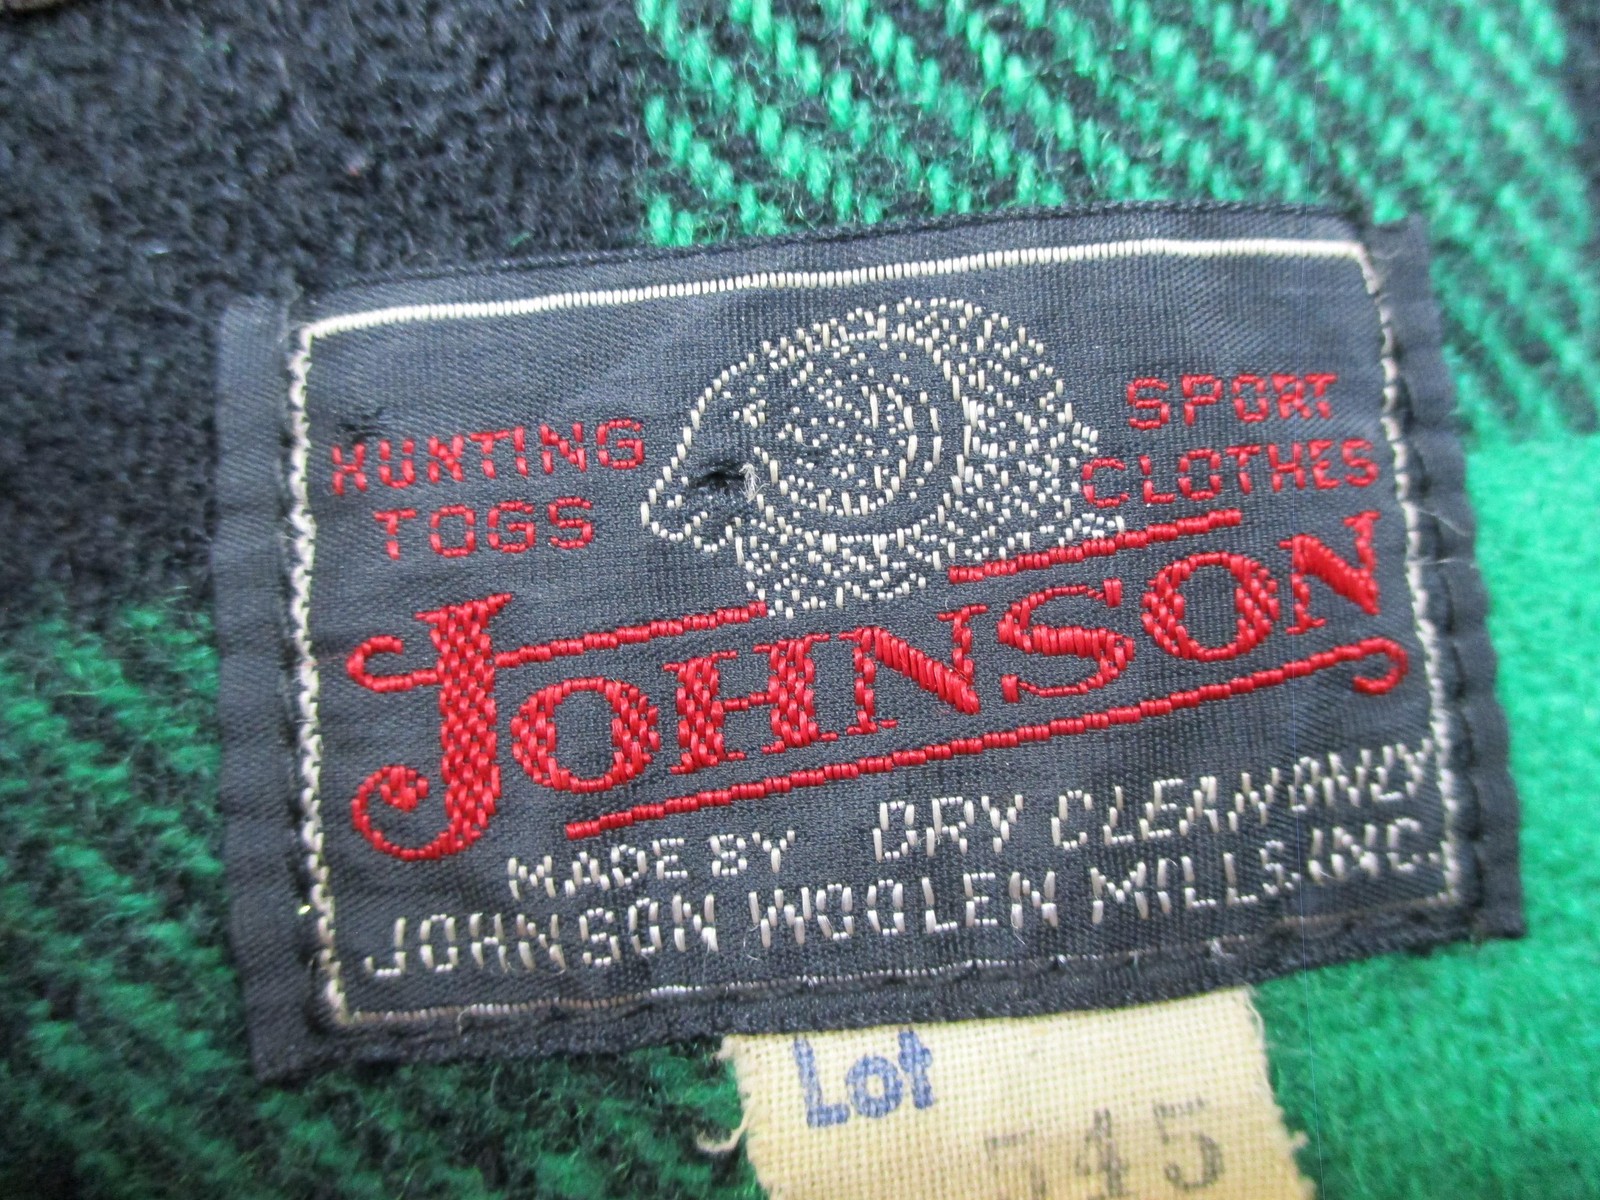 HUNTING
TOGS
SPORT
CLOTHES
JOHNSON
MADE BY DRY CLEAN ONLY
JOHNSON WOOLEN MILLS, INC.
Lot
745